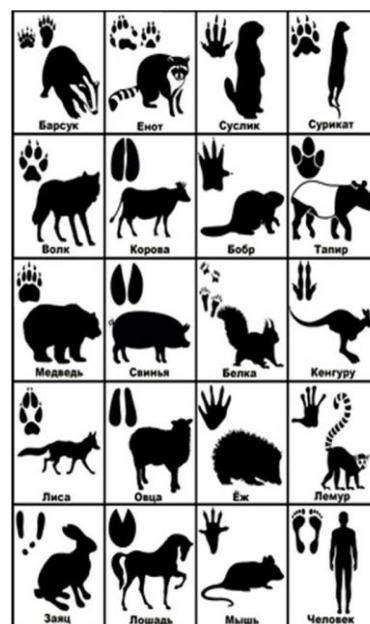 Барсук
Енот
Суслик
Сурикат
Волк
Корова
Бобр
Тапир
Медведь
Свинья
Белка
Кенгуру
Лиса
Овца
Ёж
Лемур
Заяц
Лошадь
Мышь
Человек